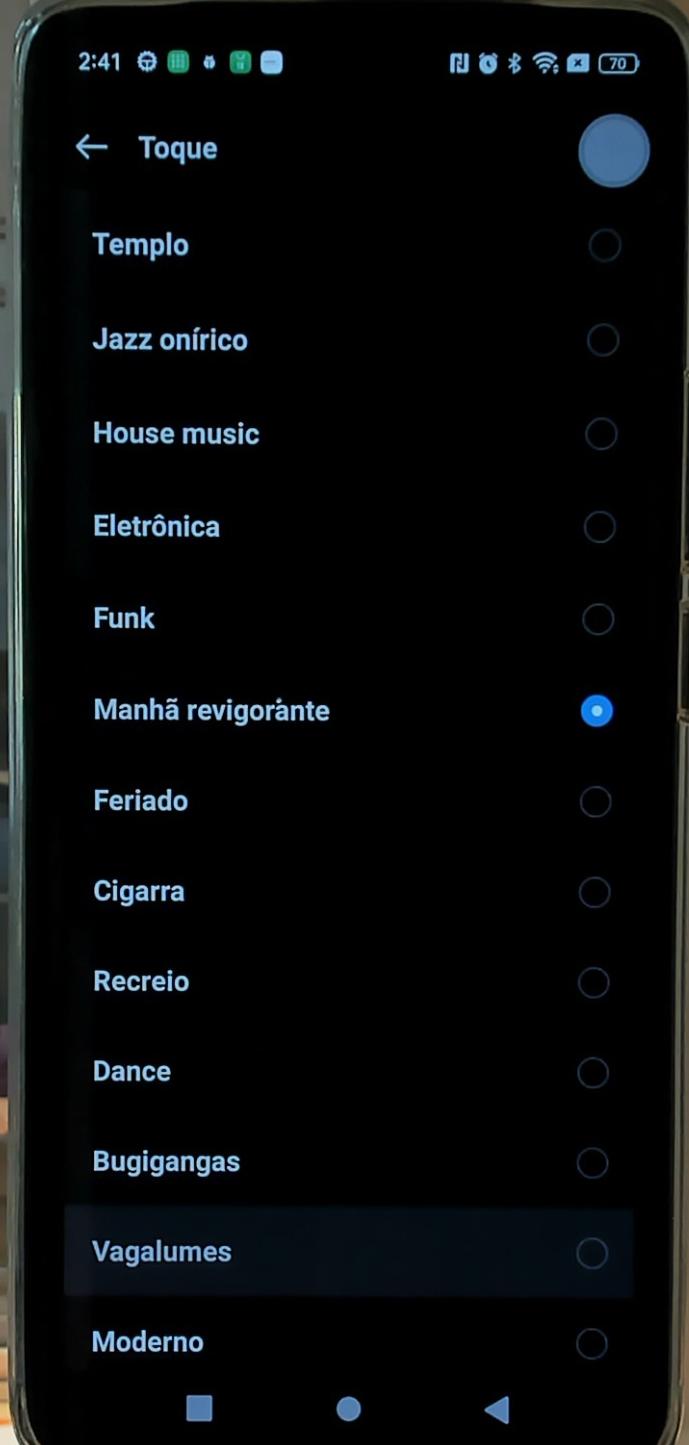 2:41
70
Toque
Templo
Jazz onírico
House music
Eletrônica
Funk
Manhã revigorante
Feriado
Cigarra
Recreio
Dance
Bugigangas
Vagalumes
Moderno